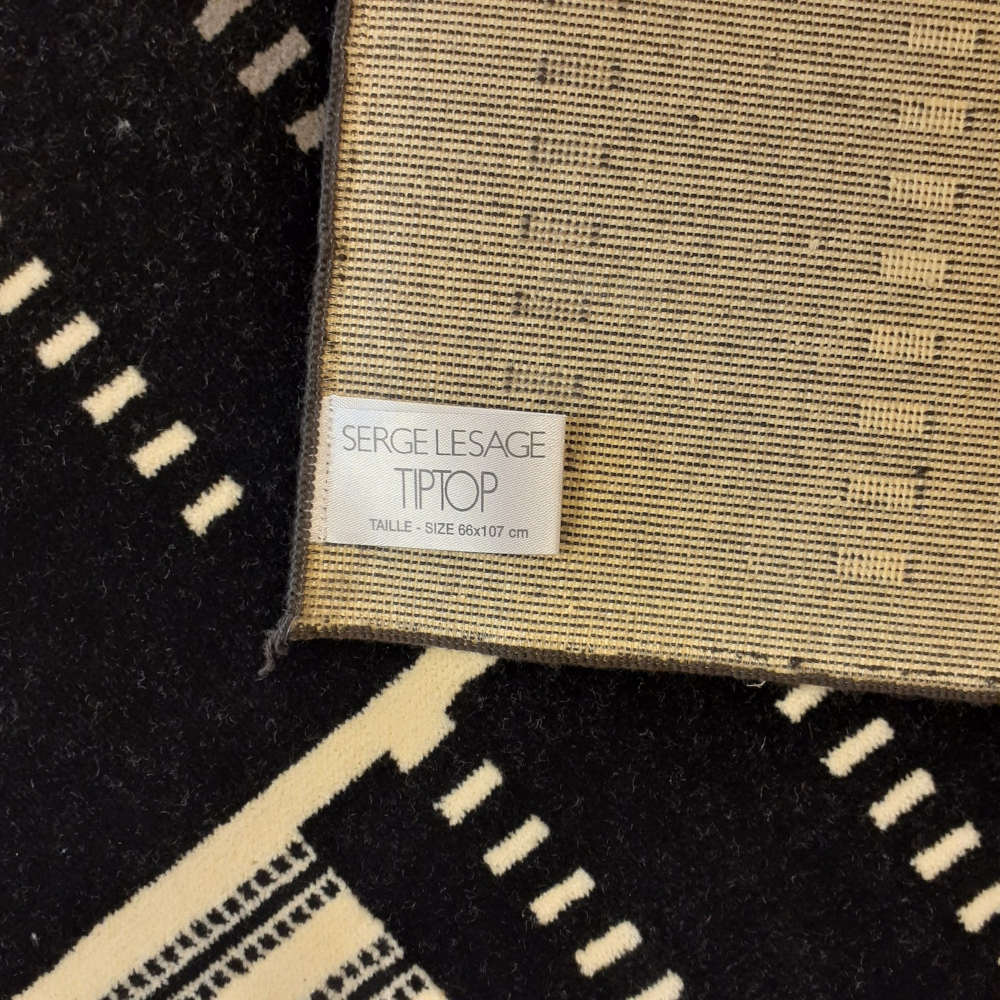 SERGE LESAGE
TIPTOP
TAILLE - SIZE 66x107 cm